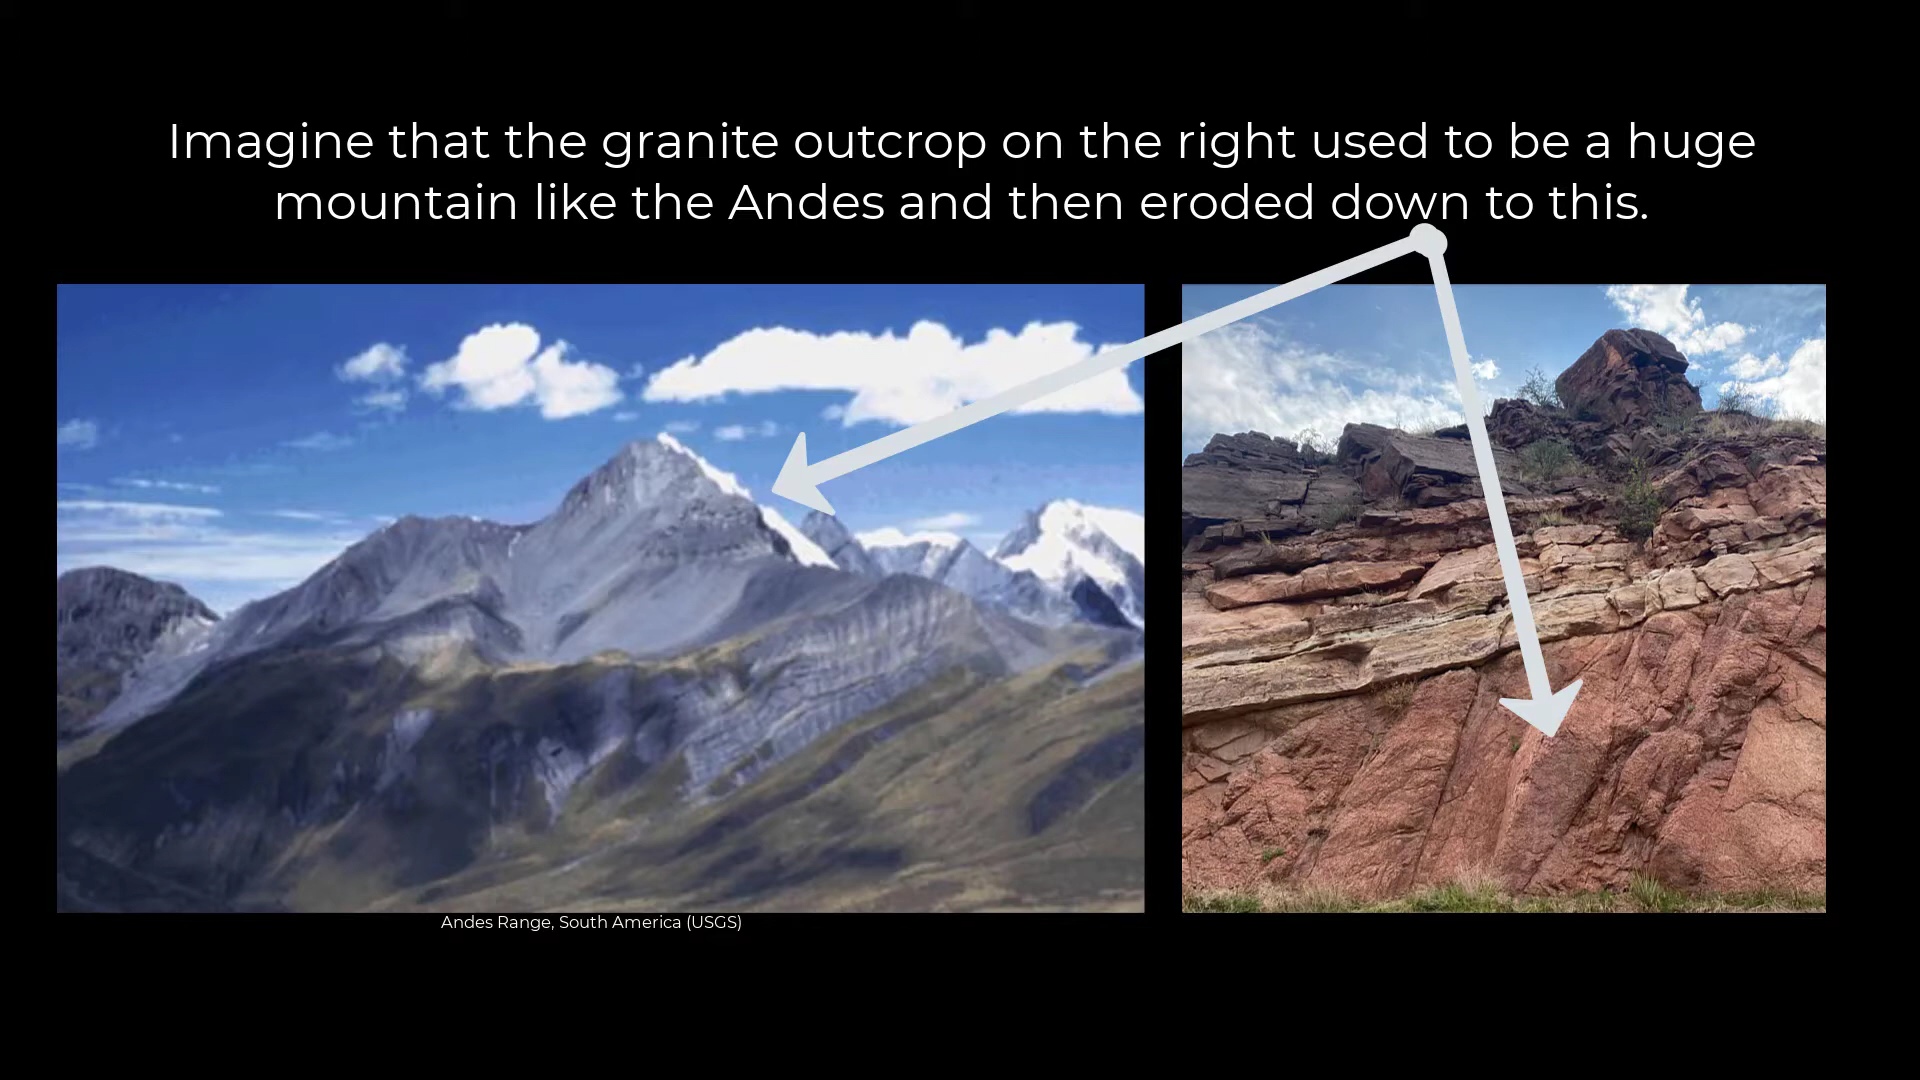 Imagine that the granite outcrop on the right used to be a huge
mountain like the Andes and then eroded down to this.
Andes Range, South America (USGS)